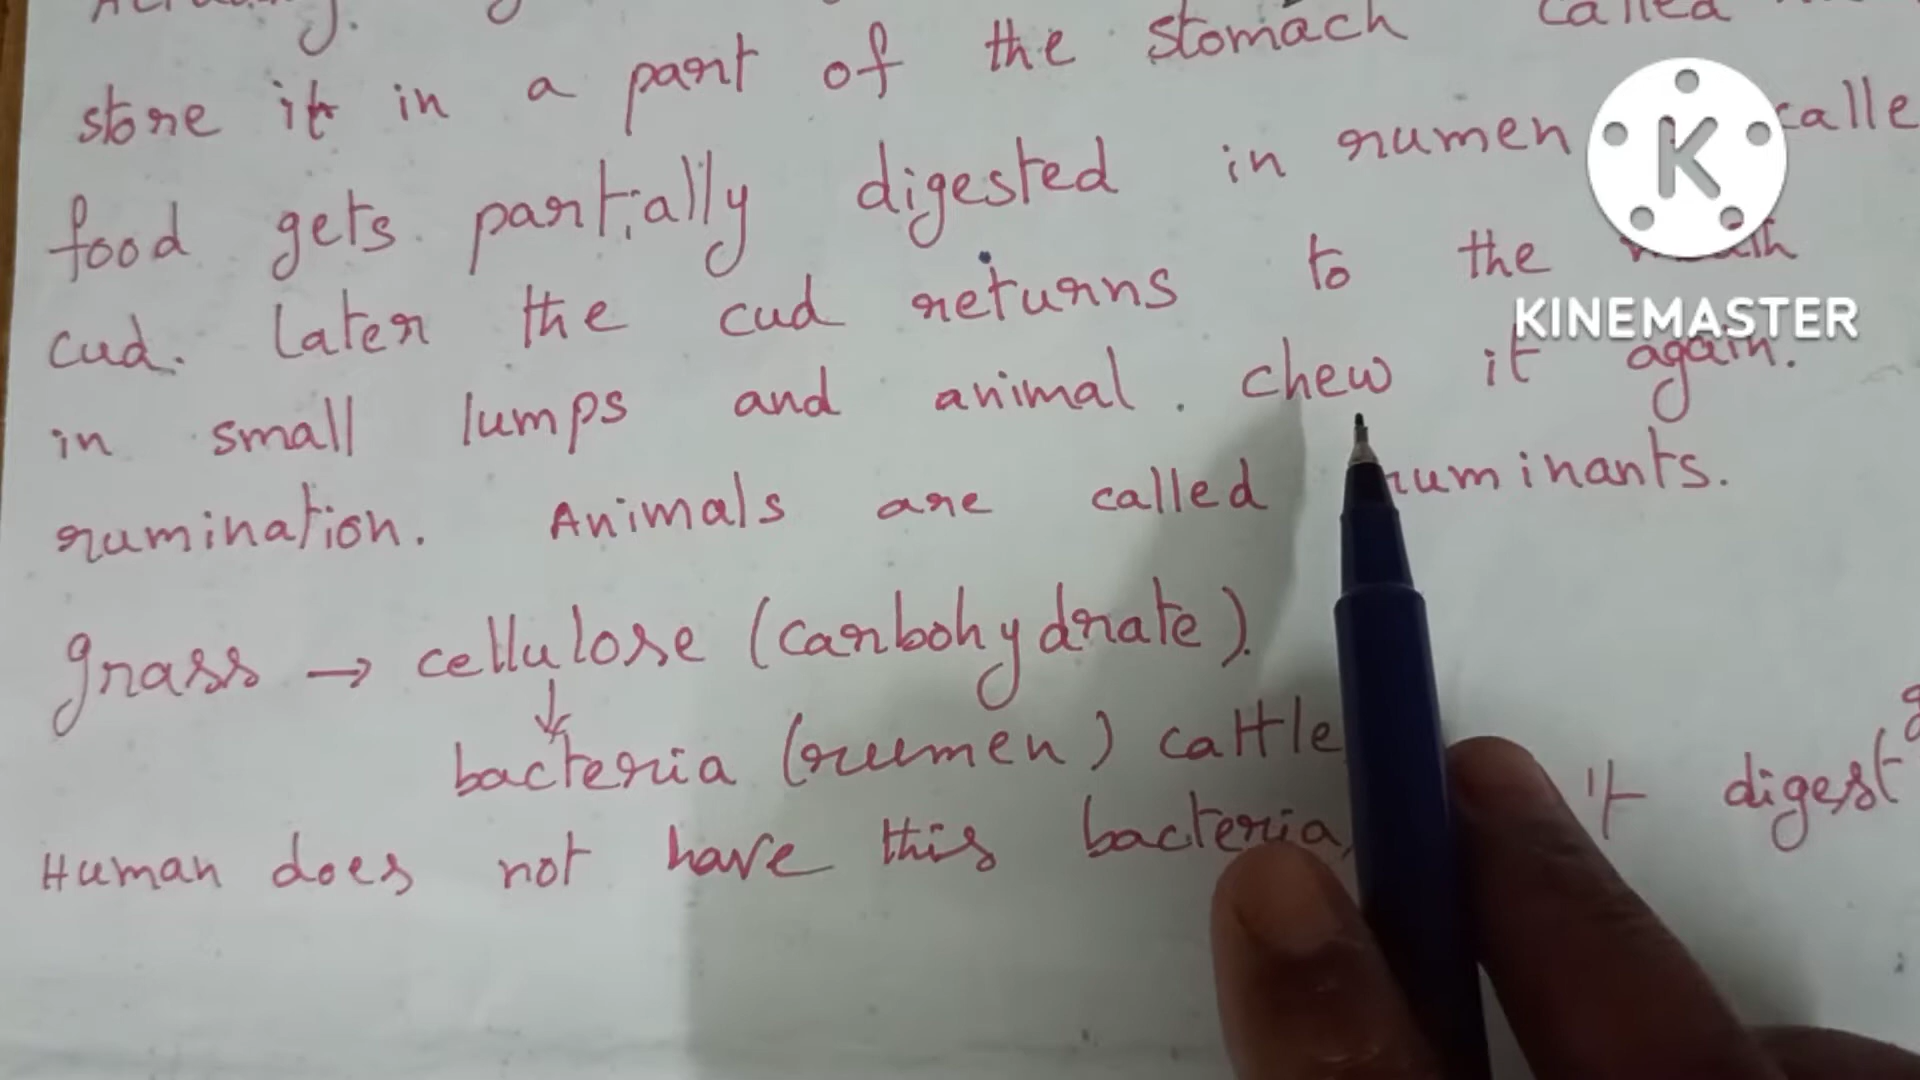 store it in a part of the stomach called
food gets partially digested in rumen calle
cud. Later the cud returns to the
in small lumps and animal. chew it again.
rumination. Animals are called ruminants.
grass → cellulose (carbohydrate).
↓
bacteria (rumen) cattle
Human does not have this bacteria, it digest
KINEMASTER